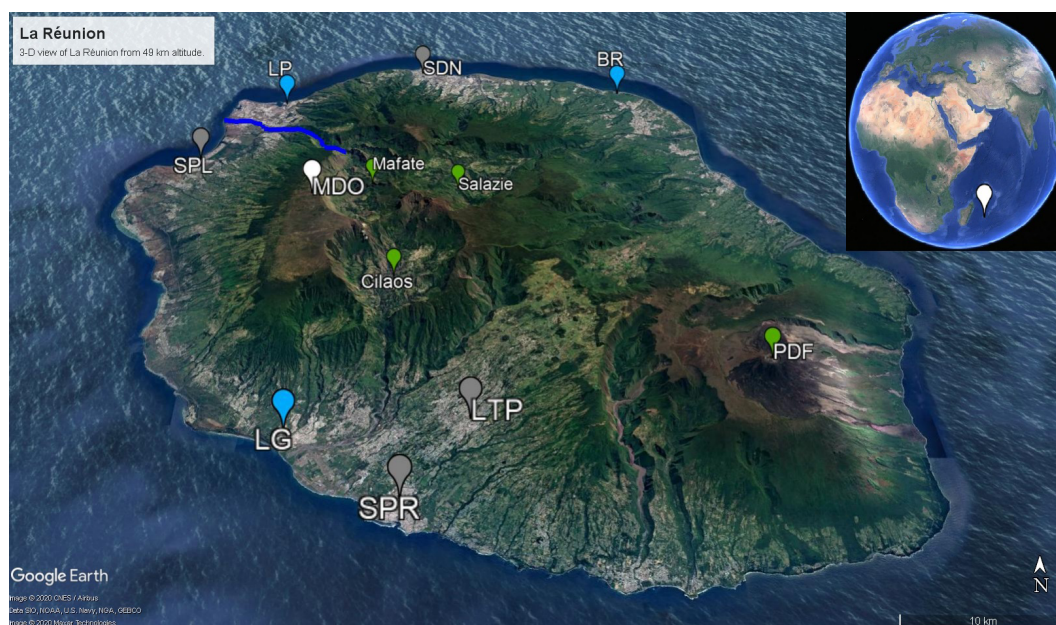 La Réunion
3-D view of La Réunion from 49 km altitude.
LP
SDN
BR
SPL
MDO
Mafate
Salazie
Cilaos
PDF
LG
LTP
SPR
Google Earth
Image © 2020 CNES / Airbus
Data SIO, NOAA, U.S. Navy, NGA, GEBCO
Image © 2020 Maxar Technologies
N
10 km